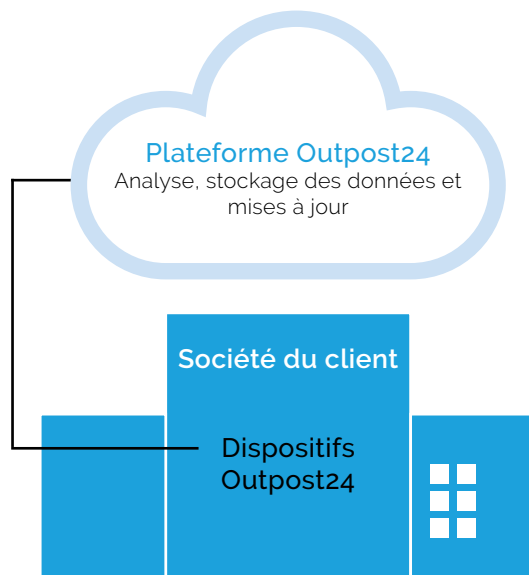 Plateforme Outpost24
Analyse, stockage des données et
mises à jour
Société du client
Dispositifs
Outpost24